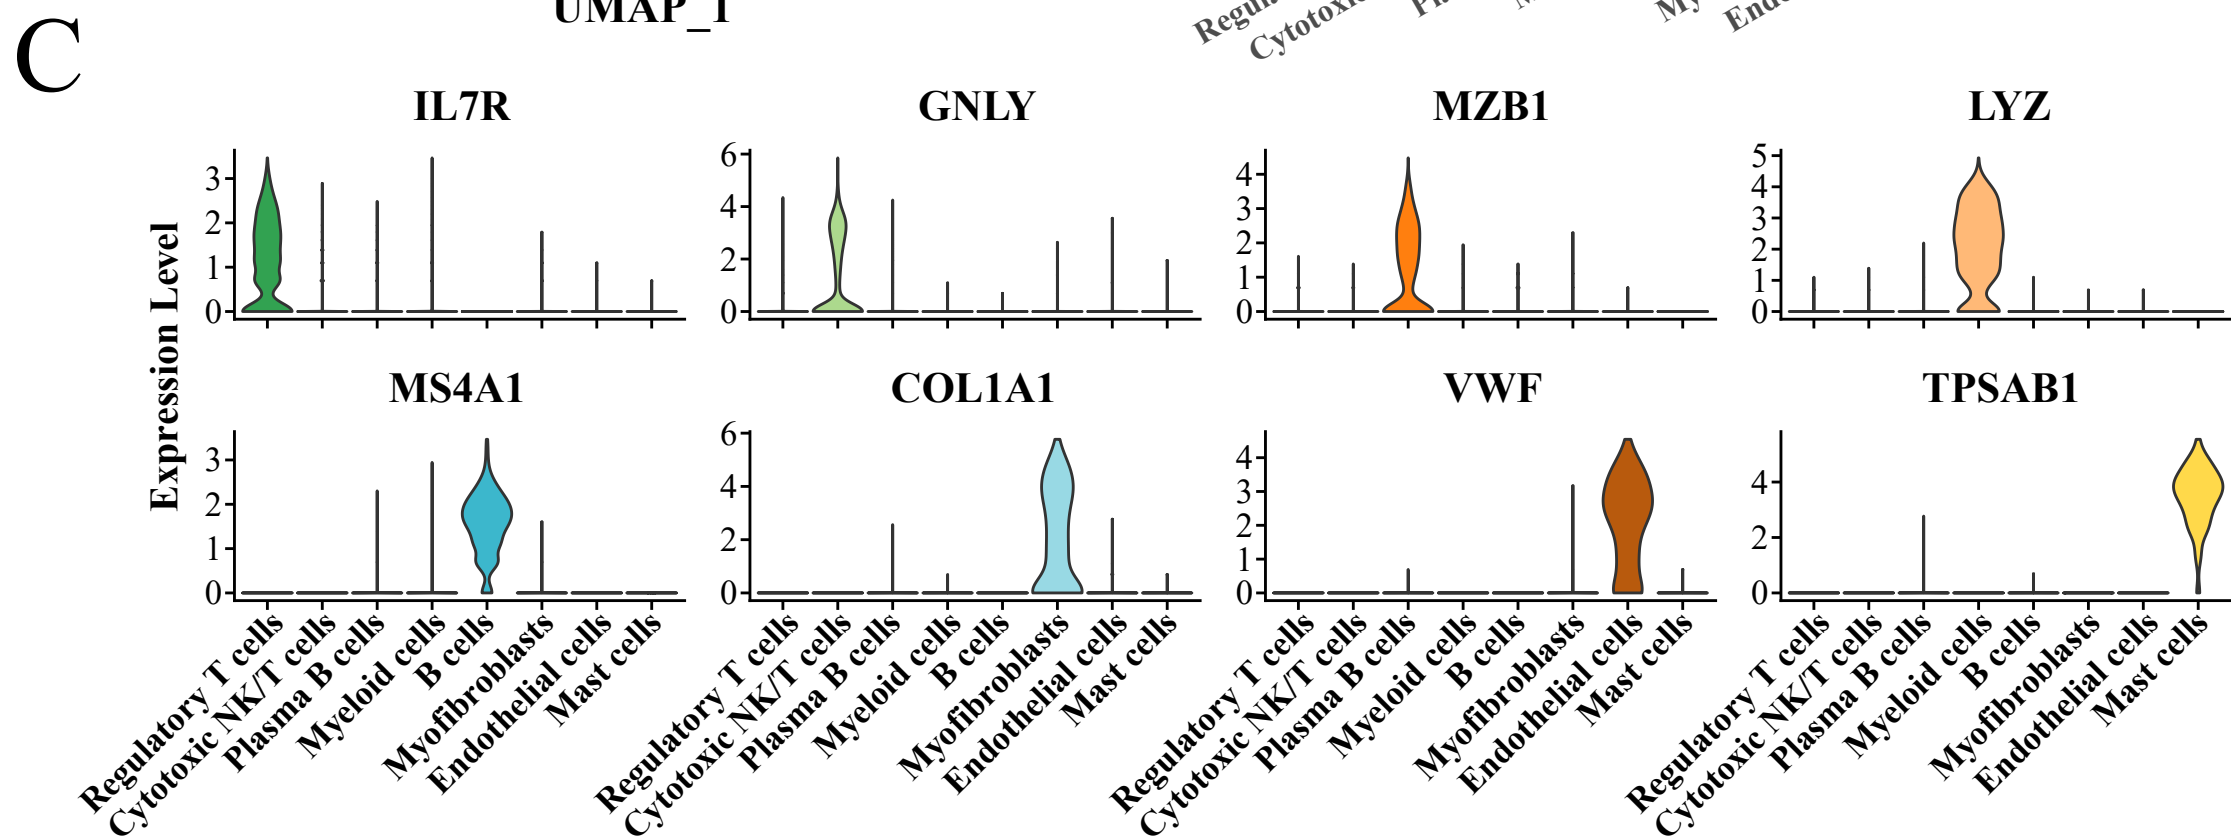 UMAP_1
C
IL7R
GNLY
MZB1
LYZ
Expression Level
3
2
1
0
6
4
2
0
4
3
2
1
0
5
4
3
2
1
0
MS4A1
COL1A1
VWF
TPSAB1
3
2
1
0
6
4
2
0
4
3
2
1
0
4
2
0
Regulatory T cells
Cytotoxic NK/T cells
Plasma B cells
Myeloid cells
B cells
Myofibroblasts
Endothelial cells
Mast cells
Regulatory T cells
Cytotoxic NK/T cells
Plasma B cells
Myeloid cells
B cells
Myofibroblasts
Endothelial cells
Mast cells
Regulatory T cells
Cytotoxic NK/T cells
Plasma B cells
Myeloid cells
B cells
Myofibroblasts
Endothelial cells
Mast cells
Regulatory T cells
Cytotoxic NK/T cells
Plasma B cells
Myeloid cells
B cells
Myofibroblasts
Endothelial cells
Mast cells